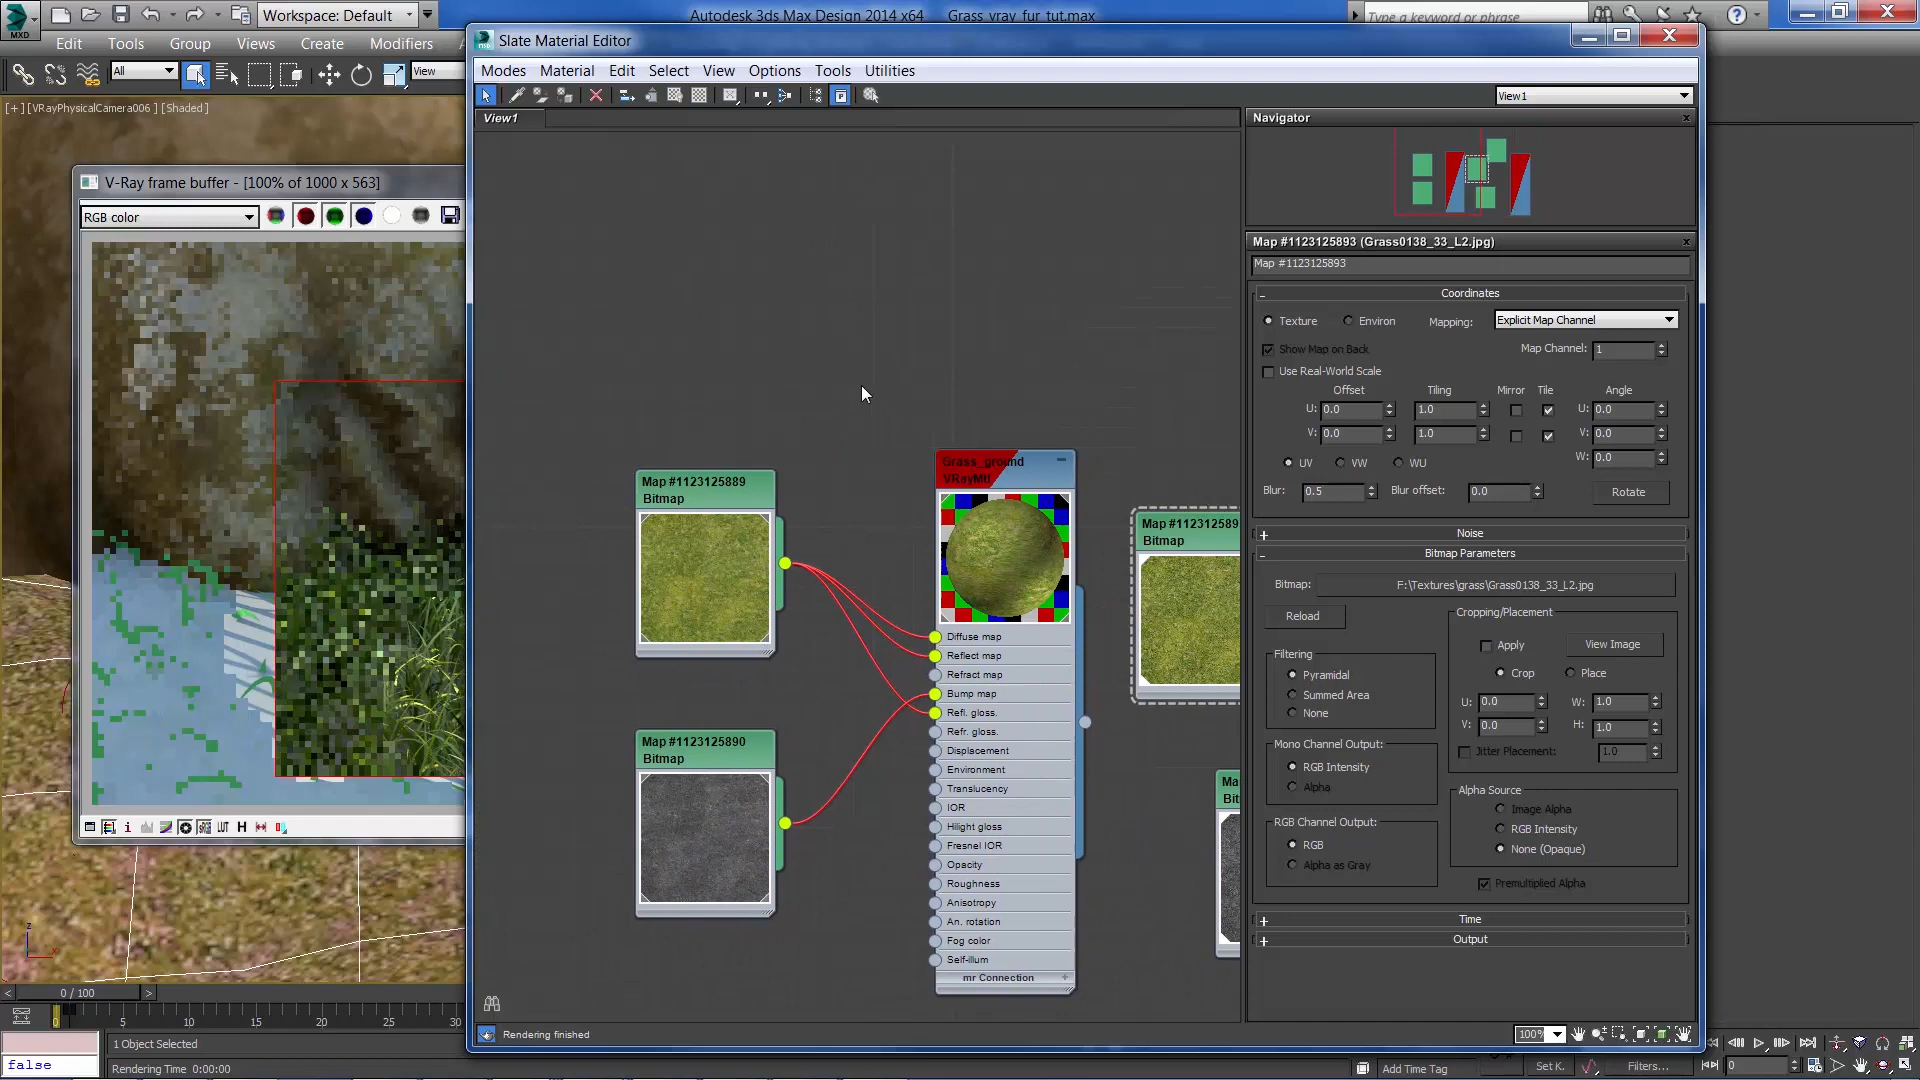 MXD
Workspace: Default
Autodesk 3ds Max Design 2014 x64 Grass_vray_fur_tut.max
Type a keyword or phrase
Edit Tools Group Views Create Modifiers
All
View
[+] [VRayPhysicalCamera006 ] [Shaded ]
V-Ray frame buffer - [100% of 1000 x 563]
RGB color
LUT H
Slate Material Editor
Modes Material Edit Select View Options Tools Utilities
View1
View1
Map #1123125889
Bitmap
Map #1123125890
Bitmap
Grass_ground
VRayMtl
Diffuse map
Reflect map
Refract map
Bump map
Refl. gloss.
Refr. gloss.
Displacement
Environment
Translucency
IOR
Hilight gloss
Fresnel IOR
Opacity
Roughness
Anisotropy
An. rotation
Fog color
Self-illum
mr Connection
Map #112312589
Bitmap
Ma
Bit
Rendering finished
100%
Navigator
Map #1123125893 (Grass0138_33_L2.jpg)
Map #1123125893
Coordinates
Texture Environ Mapping: Explicit Map Channel
Show Map on Back Map Channel: 1
Use Real-World Scale
Offset Tiling Mirror Tile Angle
U: 0.0 1.0 U: 0.0
V: 0.0 1.0 V: 0.0
UV VW WU W: 0.0
Blur: 0.5 Blur offset: 0.0 Rotate
Noise
Bitmap Parameters
Bitmap: F:\Textures\grass\Grass0138_33_L2.jpg
Reload
Cropping/Placement
Apply View Image
Crop Place
U: 0.0 W: 1.0
V: 0.0 H: 1.0
Jitter Placement: 1.0
Filtering
Pyramidal
Summed Area
None
Mono Channel Output:
RGB Intensity
Alpha
RGB Channel Output:
RGB
Alpha as Gray
Alpha Source
Image Alpha
RGB Intensity
None (Opaque)
Premultiplied Alpha
Time
Output
0 / 100
0 5 10 15 20 25 30
1 Object Selected
false
Rendering Time 0:00:00
Add Time Tag
Set K.
Filters...
0